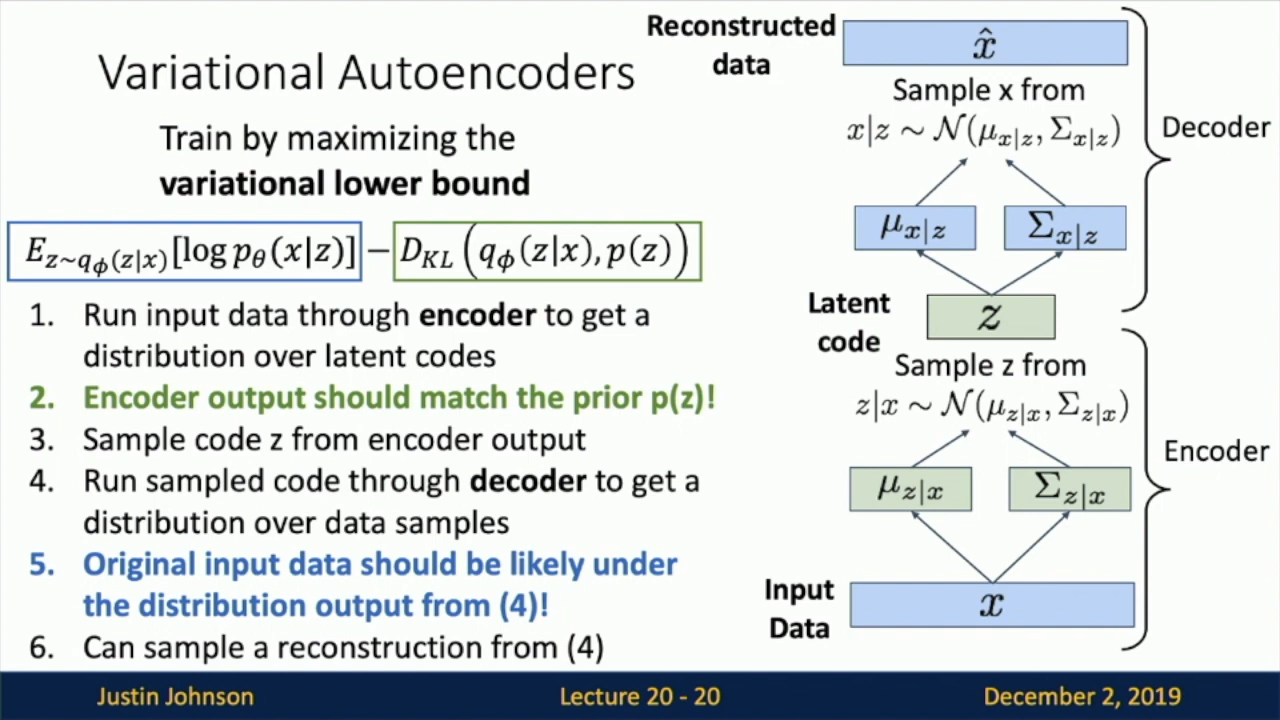 Variational Autoencoders
Train by maximizing the
variational lower bound
E_{z~q_ϕ(z|x)}[log p_θ(x|z)] − D_{KL}(q_ϕ(z|x), p(z))
1. Run input data through encoder to get a
distribution over latent codes
2. Encoder output should match the prior p(z)!
3. Sample code z from encoder output
4. Run sampled code through decoder to get a
distribution over data samples
5. Original input data should be likely under
the distribution output from (4)!
6. Can sample a reconstruction from (4)
Reconstructed
data
x̂
Sample x from
x|z ∼ 𝒩(μ_{x|z}, Σ_{x|z})
Decoder
μ_{x|z}
Σ_{x|z}
Latent
code
z
Sample z from
z|x ∼ 𝒩(μ_{z|x}, Σ_{z|x})
Encoder
μ_{z|x}
Σ_{z|x}
Input
Data
x
Justin Johnson
Lecture 20 - 20
December 2, 2019